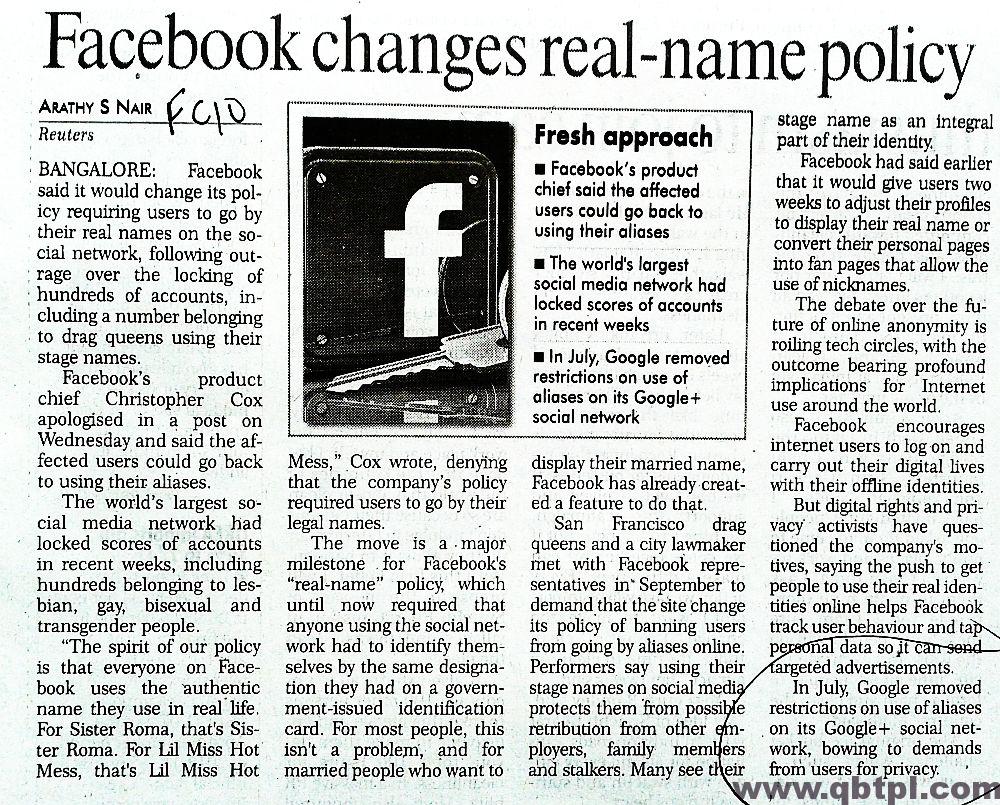 Facebook changes real-name policy
ARATHY S NAIR
Reuters
BANGALORE: Facebook
said it would change its pol-
icy requiring users to go by
their real names on the so-
cial network, following out-
rage over the locking of
hundreds of accounts, in-
cluding a number belonging
to drag queens using their
stage names.
Facebook's product
chief Christopher Cox
apologised in a post on
Wednesday and said the af-
fected users could go back
to using their aliases.
The world's largest so-
cial media network had
locked scores of accounts
in recent weeks, including
hundreds belonging to les-
bian, gay, bisexual and
transgender people.
"The spirit of our policy
is that everyone on Face-
book uses the authentic
name they use in real life.
For Sister Roma, that's Sis-
ter Roma. For Lil Miss Hot
Mess, that's Lil Miss Hot
f
Fresh approach
■ Facebook's product
chief said the affected
users could go back to
using their aliases
■ The world's largest
social media network had
locked scores of accounts
in recent weeks
■ In July, Google removed
restrictions on use of
aliases on its Google+
social network
Mess," Cox wrote, denying
that the company's policy
required users to go by their
legal names.
The move is a major
milestone for Facebook's
"real-name" policy, which
until now required that
anyone using the social net-
work had to identify them-
selves by the same designa-
tion they had on a govern-
ment-issued identification
card. For most people, this
isn't a problem, and for
married people who want to
display their married name,
Facebook has already creat-
ed a feature to do that.
San Francisco drag
queens and a city lawmaker
met with Facebook repre-
sentatives in September to
demand that the site change
its policy of banning users
from going by aliases online.
Performers say using their
stage names on social media
protects them from possible
retribution from other em-
ployers, family members
and stalkers. Many see their
stage name as an integral
part of their identity.
Facebook had said earlier
that it would give users two
weeks to adjust their profiles
to display their real name or
convert their personal pages
into fan pages that allow the
use of nicknames.
The debate over the fu-
ture of online anonymity is
roiling tech circles, with the
outcome bearing profound
implications for Internet
use around the world.
Facebook encourages
internet users to log on and
carry out their digital lives
with their offline identities.
But digital rights and pri-
vacy activists have ques-
tioned the company's mo-
tives, saying the push to get
people to use their real iden-
tities online helps Facebook
track user behaviour and tap
personal data so it can send
targeted advertisements.
In July, Google removed
restrictions on use of aliases
on its Google+ social net-
work, bowing to demands
from users for privacy.
www.qbtpl.com